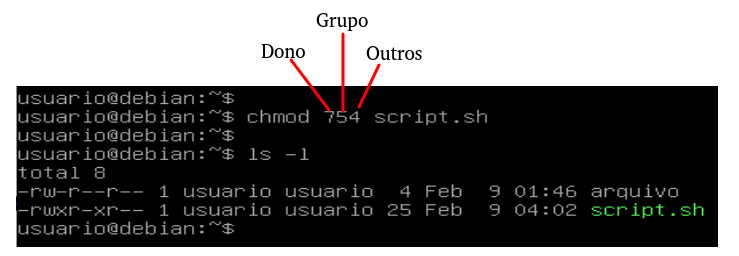 Grupo
Dono
Outros
usuario@debian:~$
usuario@debian:~$ chmod 754 script.sh
usuario@debian:~$
usuario@debian:~$ ls -l
total 8
-rw-r--r-- 1 usuario usuario  4 Feb  9 01:46 arquivo
-rwxr-xr-- 1 usuario usuario 25 Feb  9 04:02 script.sh
usuario@debian:~$